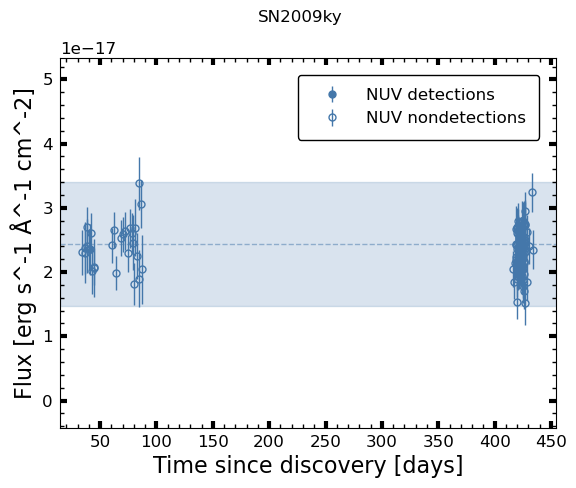 SN2009ky
1e−17
NUV detections
NUV nondetections
5
4
3
2
1
0
Flux [erg s^-1 Å^-1 cm^-2]
50 100 150 200 250 300 350 400 450
Time since discovery [days]